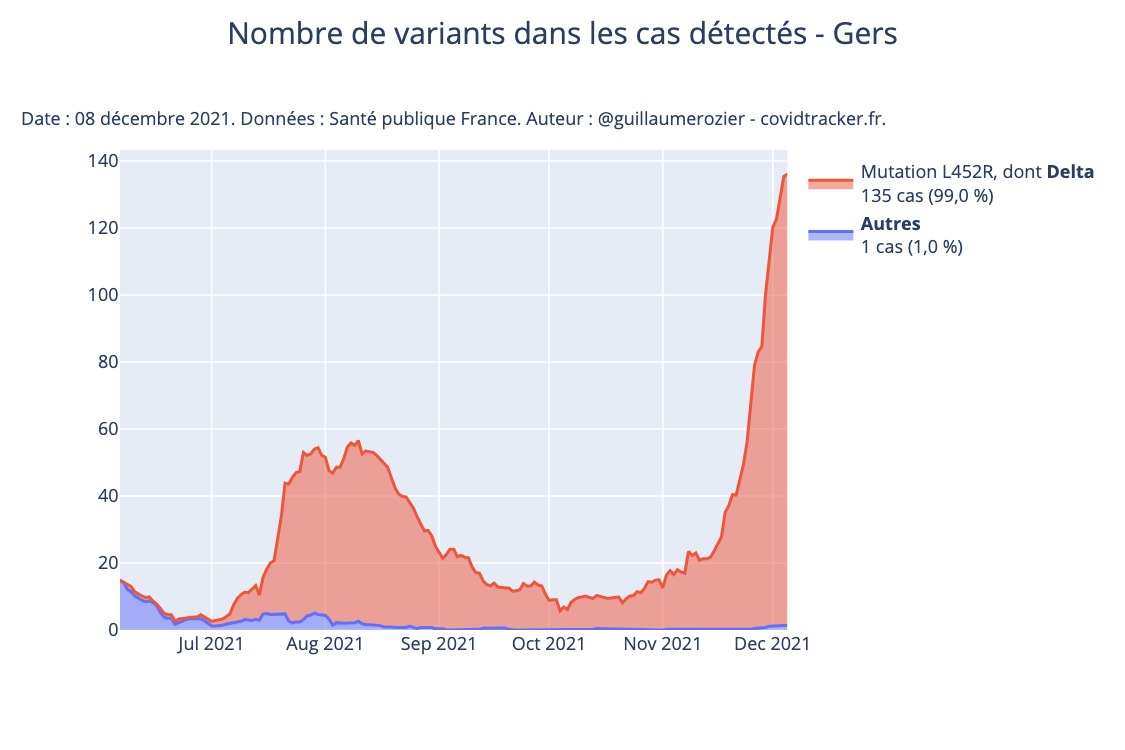 Nombre de variants dans les cas détectés - Gers
Date : 08 décembre 2021. Données : Santé publique France. Auteur : @guillaumerozier - covidtracker.fr.
140
120
100
80
60
40
20
0
Jul 2021
Aug 2021
Sep 2021
Oct 2021
Nov 2021
Dec 2021
Mutation L452R, dont Delta
135 cas (99,0 %)
Autres
1 cas (1,0 %)